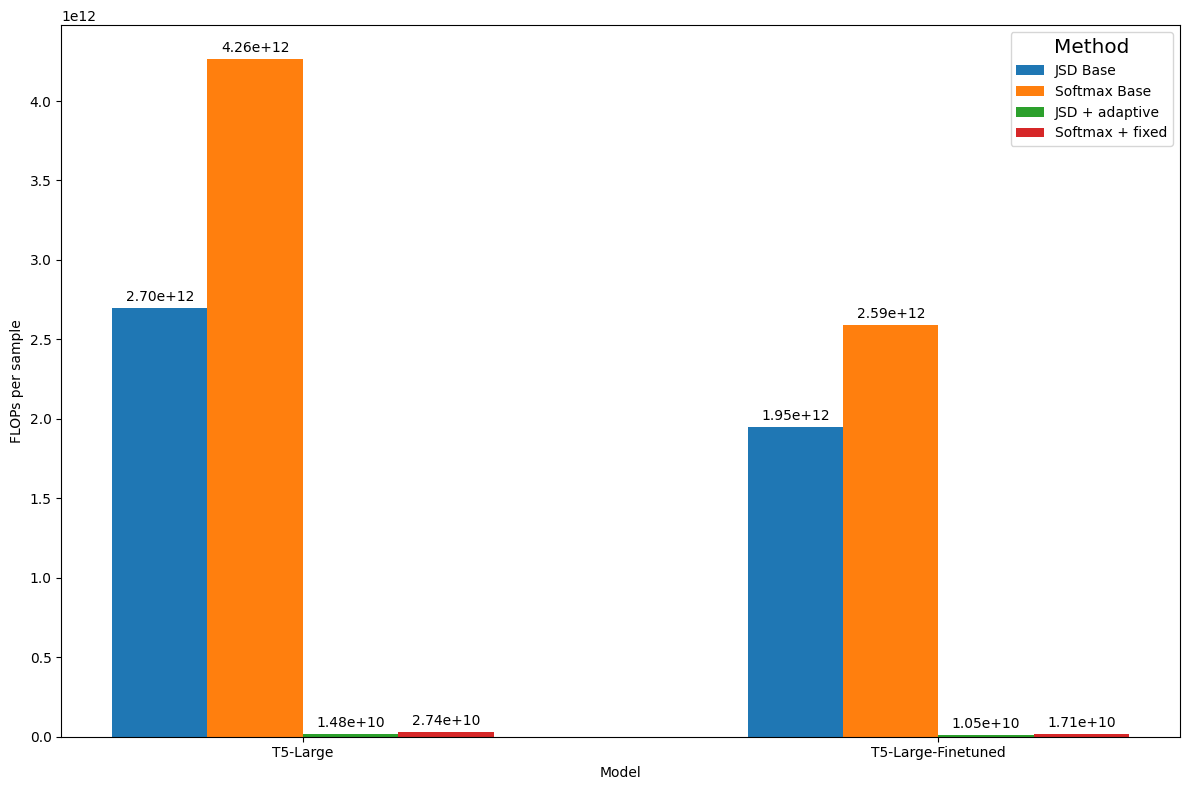 1e12
4.26e+12
Method
JSD Base
Softmax Base
JSD + adaptive
Softmax + fixed
4.0
3.5
3.0
2.70e+12
2.59e+12
2.5
FLOPs per sample
1.95e+12
2.0
1.5
1.0
0.5
1.48e+10
2.74e+10
1.05e+10
1.71e+10
0.0
T5-Large
T5-Large-Finetuned
Model